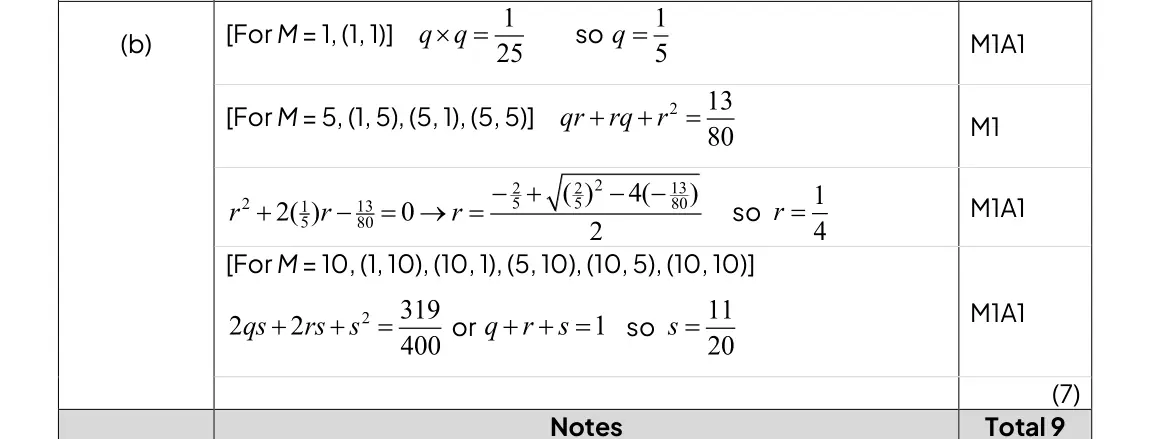 (b) [For M = 1, (1, 1)] q × q = 1/25 so q = 1/5 M1A1
[For M = 5, (1, 5), (5, 1), (5, 5)] qr + rq + r² = 13/80 M1
r² + 2(1/5)r − 13/80 = 0 → r = (−2/5 + √((2/5)² − 4(−13/80)))/2 so r = 1/4 M1A1
[For M = 10, (1, 10), (10, 1), (5, 10), (10, 5), (10, 10)]
2qs + 2rs + s² = 319/400 or q + r + s = 1 so s = 11/20 M1A1
(7)
Notes Total 9